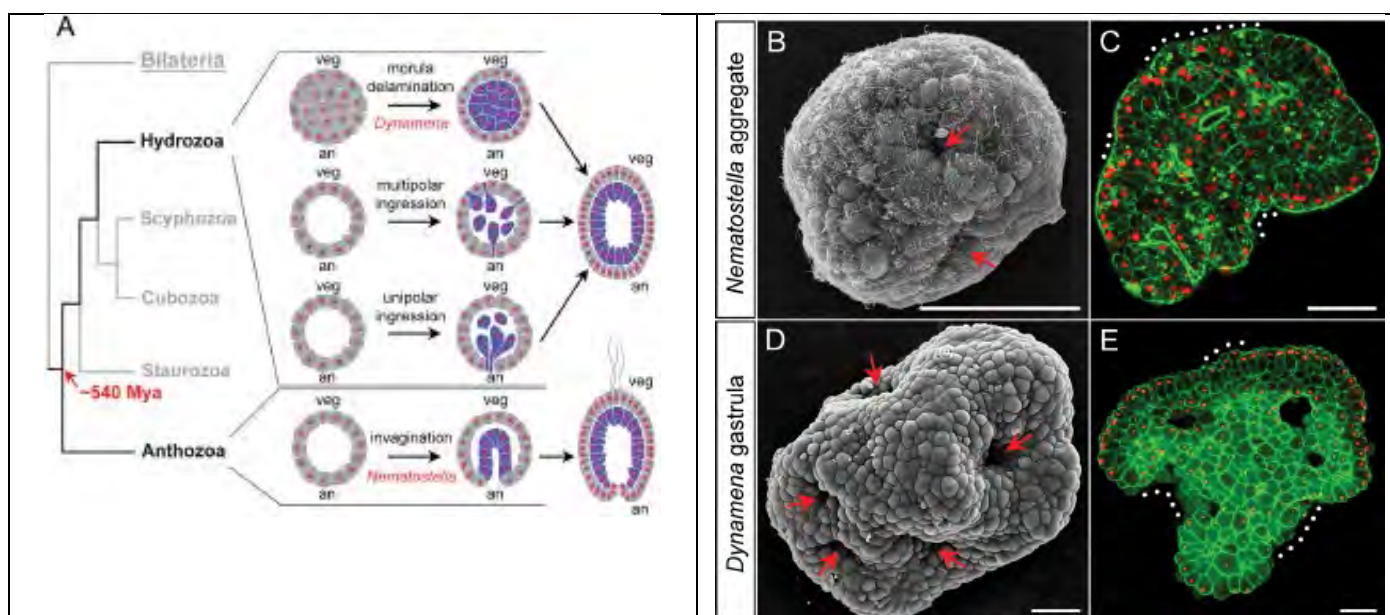 A
Bilateria
Hydrozoa
Scyphozoa
Cubozoa
Staurozoa
~540 Mya
Anthozoa
veg
morula
delamination
Dynamena
an
veg
an
veg
multipolar
ingression
an
veg
an
veg
an
veg
unipolar
ingression
an
veg
an
veg
invagination
Nematostella
an
veg
an
veg
an
Nematostella aggregate
B
C
Dynamena gastrula
D
E